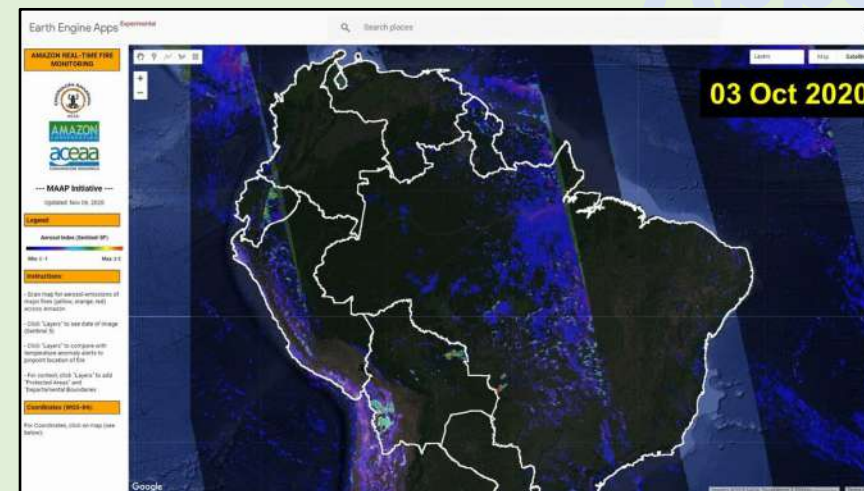 Earth Engine Apps Experimental
Search places
AMAZON REAL-TIME FIRE
MONITORING
AMAZON
aceaa
--- MAAP Initiative ---
Updated: Nov 09, 2020
Legend
Aerosol Index (Sentinel-5P)
Instructions
- Scan map for aerosol emissions of
major fires (yellow, orange, red)
across Amazon
- Click "Layers" to see date of image
(Sentinel 5)
- Click "Layers" to compare with
temperature anomaly alerts to
pinpoint location of fire
- For context, click "Layers" to add
"Protected Areas" and
"Departmental Boundaries"
Coordinates (WGS-84)
For Coordinates, click on map (see
below):
+
−
Layers
Map
03 Oct 2020
Google